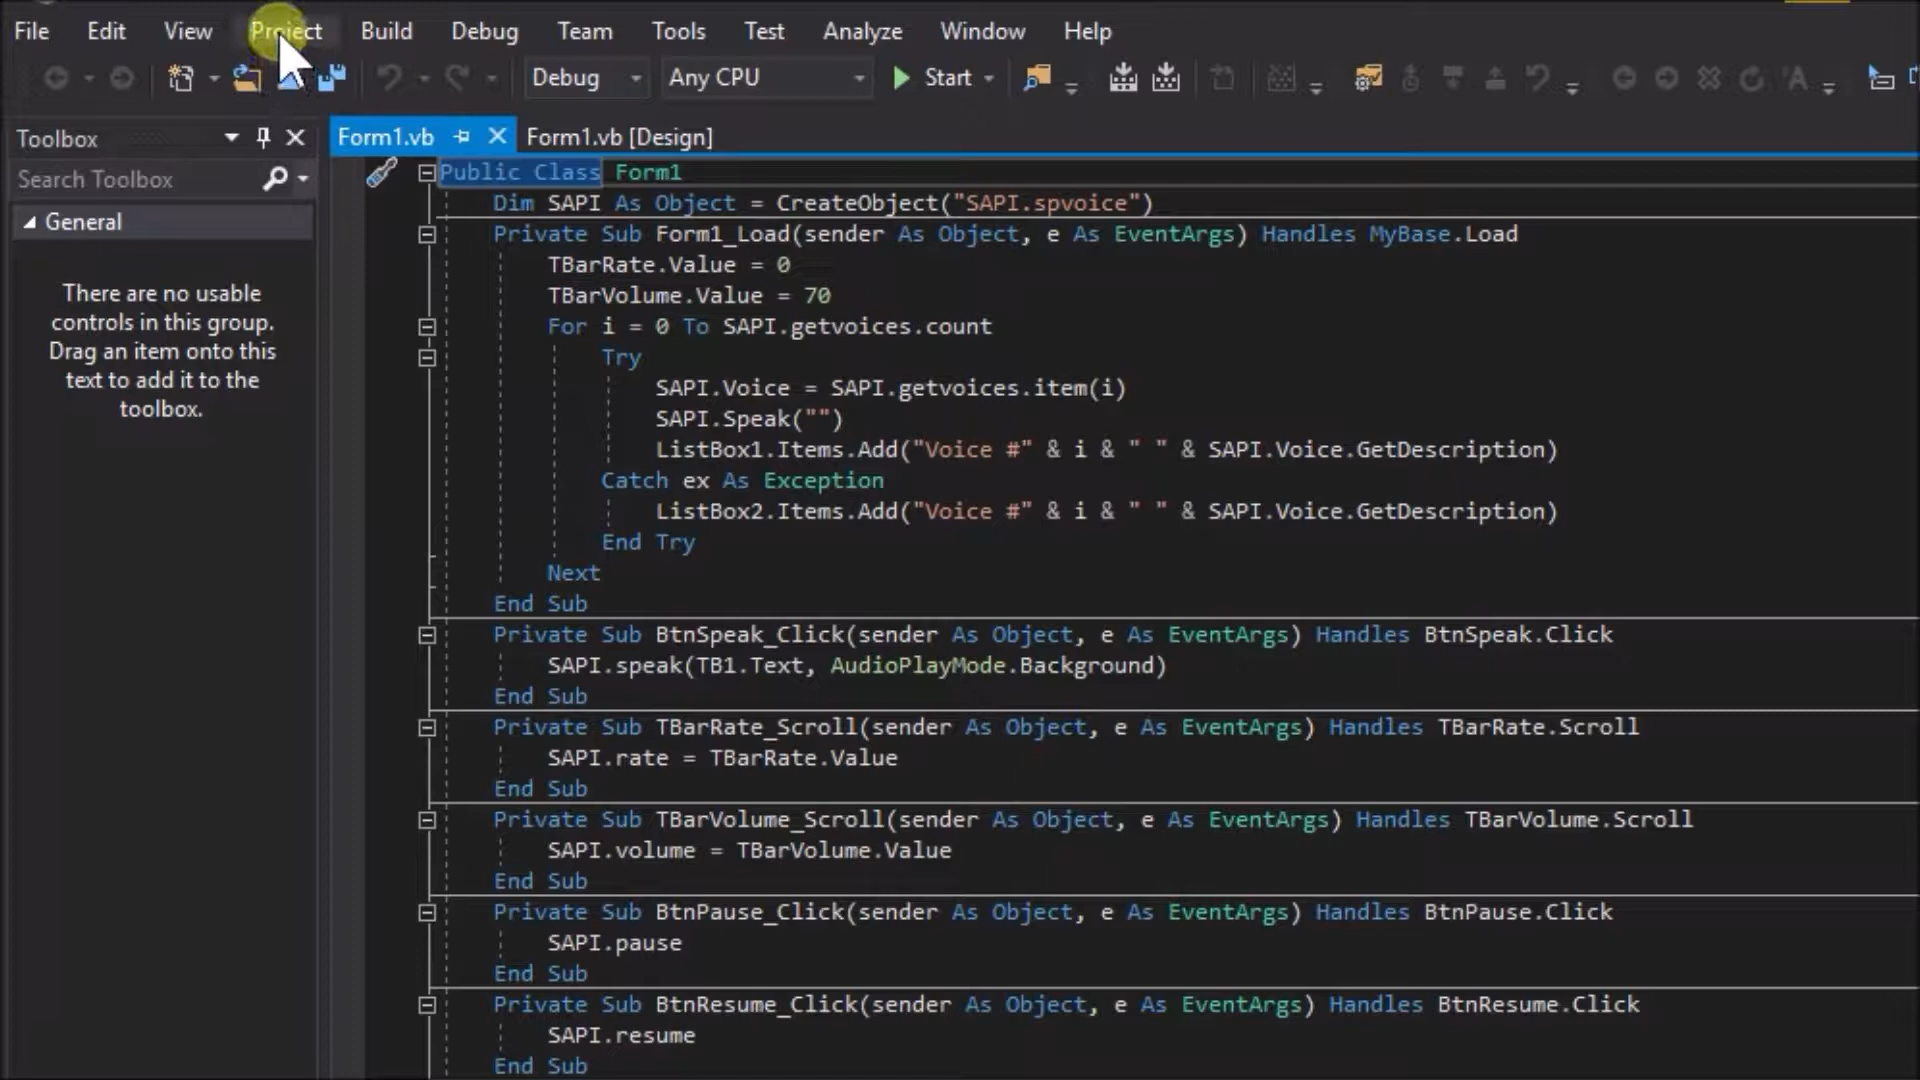 File Edit View Project Build Debug Team Tools Test Analyze Window Help
Debug Any CPU Start
Toolbox
Search Toolbox
General
There are no usable
controls in this group.
Drag an item onto this
text to add it to the
toolbox.
Form1.vb Form1.vb [Design]
Public Class Form1
Dim SAPI As Object = CreateObject("SAPI.spvoice")
Private Sub Form1_Load(sender As Object, e As EventArgs) Handles MyBase.Load
TBarRate.Value = 0
TBarVolume.Value = 70
For i = 0 To SAPI.getvoices.count
Try
SAPI.Voice = SAPI.getvoices.item(i)
SAPI.Speak("")
ListBox1.Items.Add("Voice #" & i & " " & SAPI.Voice.GetDescription)
Catch ex As Exception
ListBox2.Items.Add("Voice #" & i & " " & SAPI.Voice.GetDescription)
End Try
Next
End Sub
Private Sub BtnSpeak_Click(sender As Object, e As EventArgs) Handles BtnSpeak.Click
SAPI.speak(TB1.Text, AudioPlayMode.Background)
End Sub
Private Sub TBarRate_Scroll(sender As Object, e As EventArgs) Handles TBarRate.Scroll
SAPI.rate = TBarRate.Value
End Sub
Private Sub TBarVolume_Scroll(sender As Object, e As EventArgs) Handles TBarVolume.Scroll
SAPI.volume = TBarVolume.Value
End Sub
Private Sub BtnPause_Click(sender As Object, e As EventArgs) Handles BtnPause.Click
SAPI.pause
End Sub
Private Sub BtnResume_Click(sender As Object, e As EventArgs) Handles BtnResume.Click
SAPI.resume
End Sub